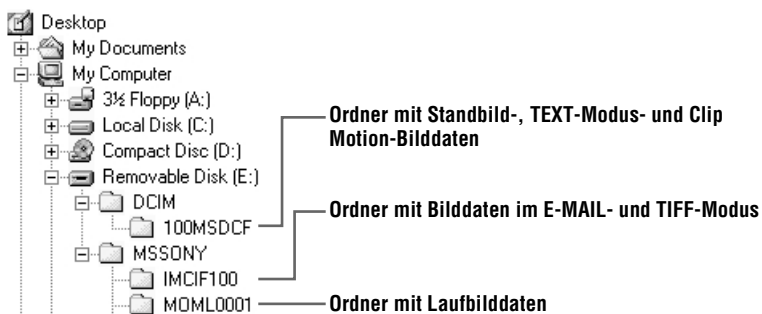 Desktop
My Documents
My Computer
3½ Floppy (A:)
Local Disk (C:)
Compact Disc (D:)
Removable Disk (E:)
DCIM
100MSDCF
MSSONY
IMCIF100
MOML0001
Ordner mit Standbild-, TEXT-Modus- und Clip
Motion-Bilddaten
Ordner mit Bilddaten im E-MAIL- und TIFF-Modus
Ordner mit Laufbilddaten